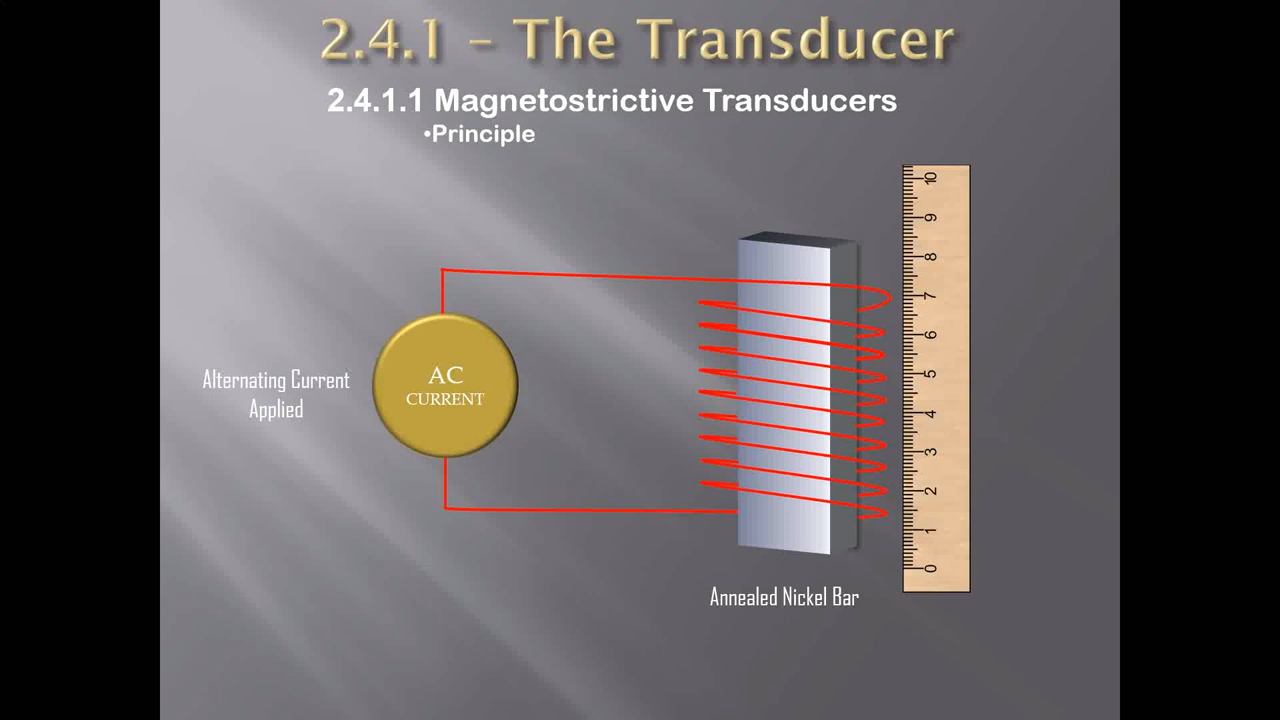 2.4.1 – The Transducer
2.4.1.1 Magnetostrictive Transducers
•Principle
Alternating Current
Applied
AC
CURRENT
10
9
8
7
6
5
4
3
2
1
0
Annealed Nickel Bar